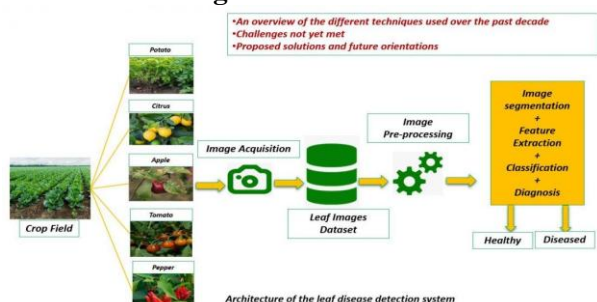 •An overview of the different techniques used over the past decade
•Challenges not yet met
•Proposed solutions and future orientations
Potato
Citrus
Apple
Tomato
Pepper
Crop Field
Image Acquisition
Leaf Images
Dataset
Image
Pre-processing
Image
segmentation
+
Feature
Extraction
+
Classification
+
Diagnosis
Healthy
Diseased
Architecture of the leaf disease detection system